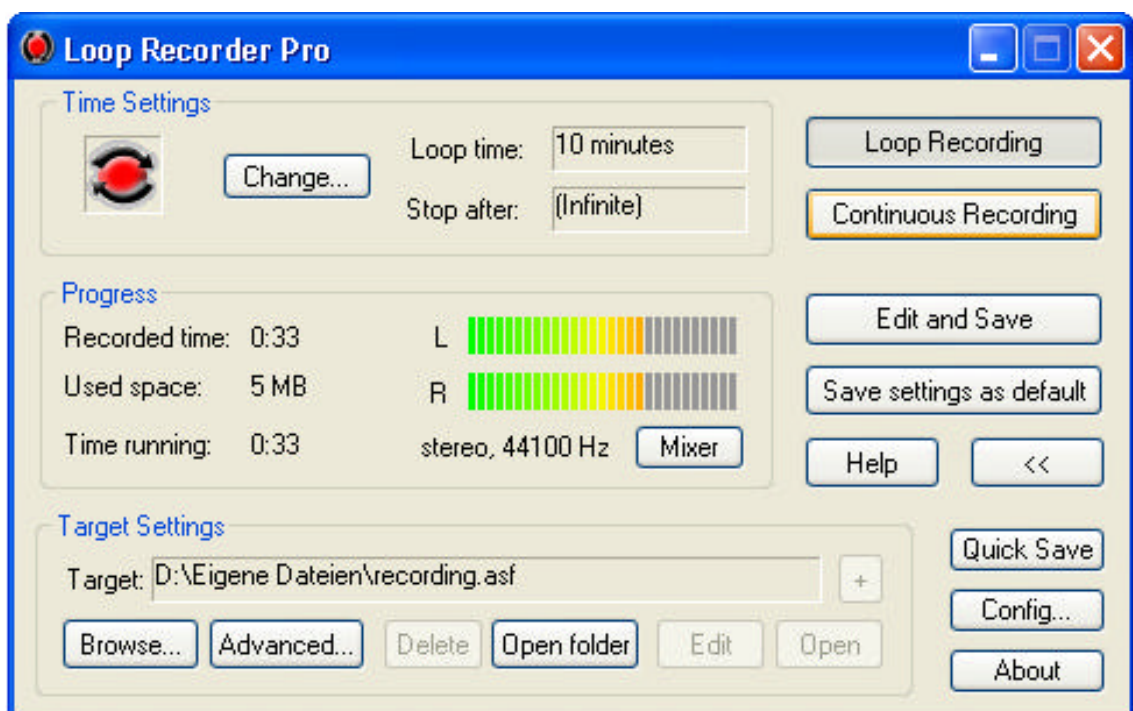 Loop Recorder Pro
Time Settings
Change...
Loop time: 10 minutes
Stop after: (Infinite)
Loop Recording
Continuous Recording
Progress
Recorded time: 0:33
L
Used space: 5 MB
R
Time running: 0:33
stereo, 44100 Hz
Mixer
Edit and Save
Save settings as default
Help
<<
Target Settings
Target: D:\Eigene Dateien\recording.asf
+
Browse...
Advanced...
Delete
Open folder
Edit
Open
Quick Save
Config...
About